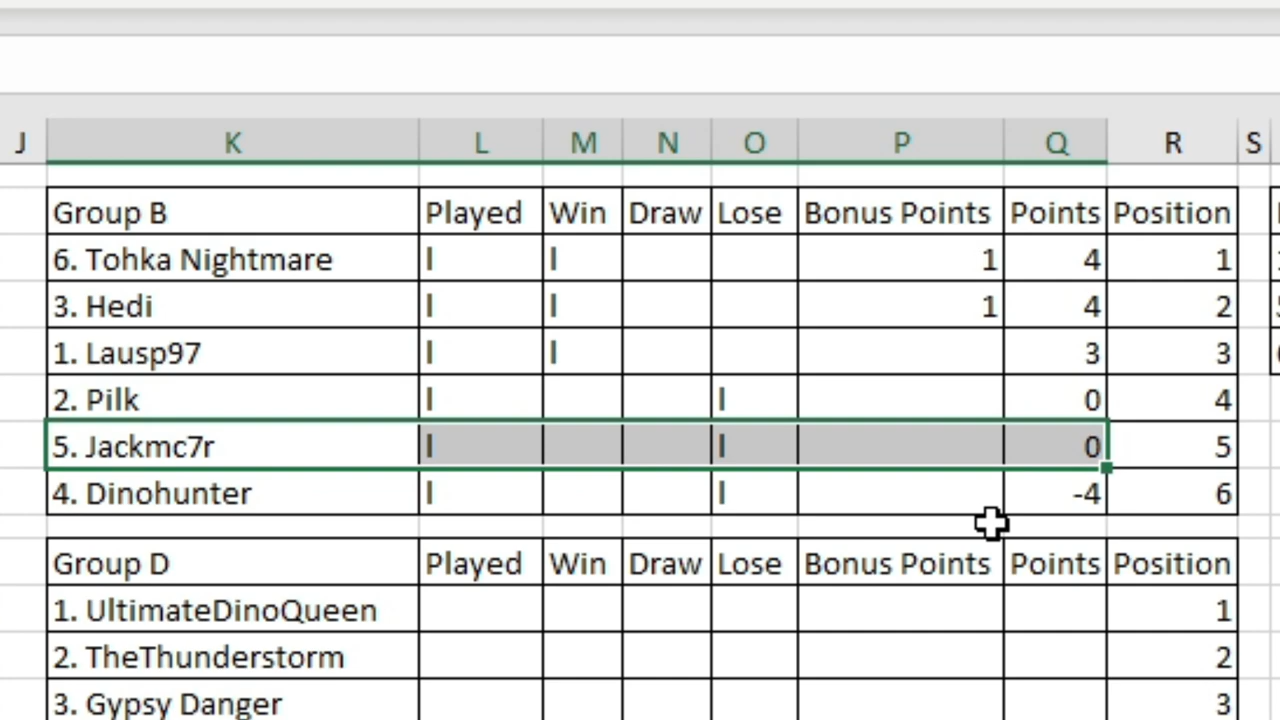 J K L M N O P Q R S
Group B Played Win Draw Lose Bonus Points Points Position
6. Tohka Nightmare I I 1 4 1
3. Hedi I I 1 4 2
1. Lausp97 I I 3 3
2. Pilk I I 0 4
5. Jackmc7r I I 0 5
4. Dinohunter I I -4 6
Group D Played Win Draw Lose Bonus Points Points Position
1. UltimateDinoQueen 1
2. TheThunderstorm 2
3. Gypsy Danger 3